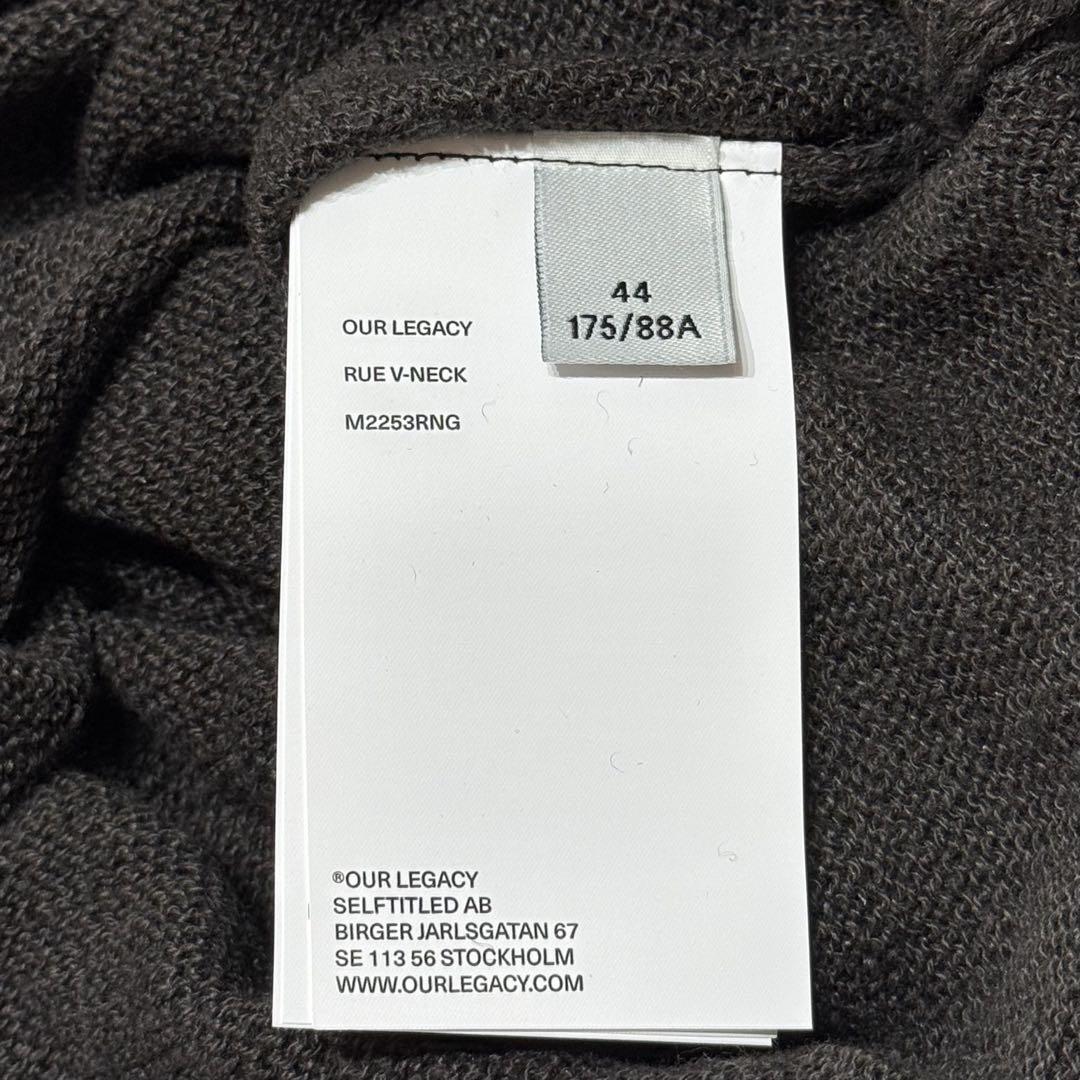 44
175/88A
OUR LEGACY
RUE V-NECK
M2253RNG
®OUR LEGACY
SELFTITLED AB
BIRGER JARLSGATAN 67
SE 113 56 STOCKHOLM
WWW.OURLEGACY.COM